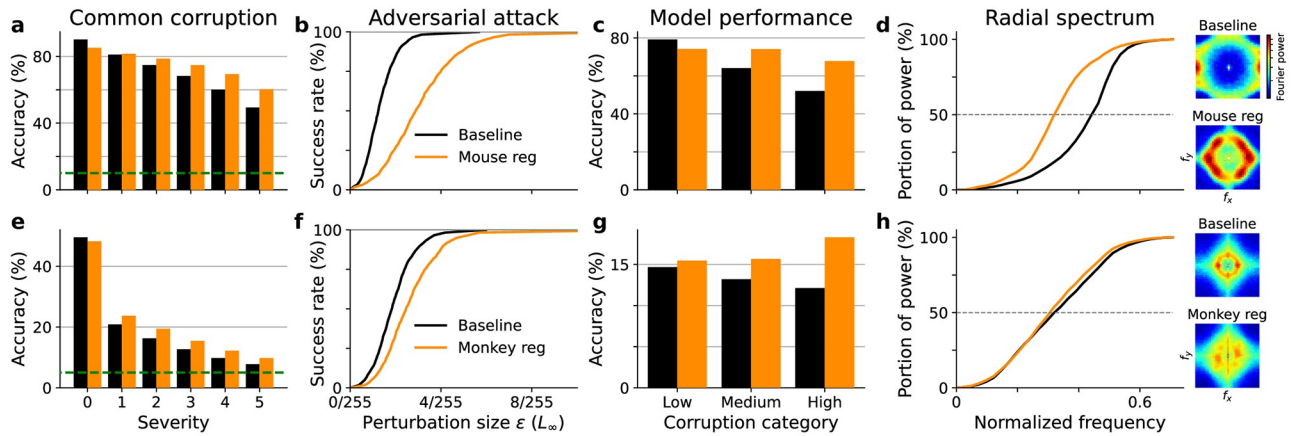 a Common corruption
Accuracy (%)
80
40
0
b Adversarial attack
Success rate (%)
100
50
0
Baseline
Mouse reg
c Model performance
Accuracy (%)
80
40
0
d Radial spectrum
Portion of power (%)
100
50
0
Baseline
Fourier power
Mouse reg
fy
fx
e
Accuracy (%)
40
20
0
0 1 2 3 4 5
Severity
f
Success rate (%)
100
50
0
0/255 4/255 8/255
Perturbation size ε (L∞)
Baseline
Monkey reg
g
Accuracy (%)
15
0
Low Medium High
Corruption category
h
Portion of power (%)
100
50
0
0 0.6
Normalized frequency
Baseline
Monkey reg
fy
fx